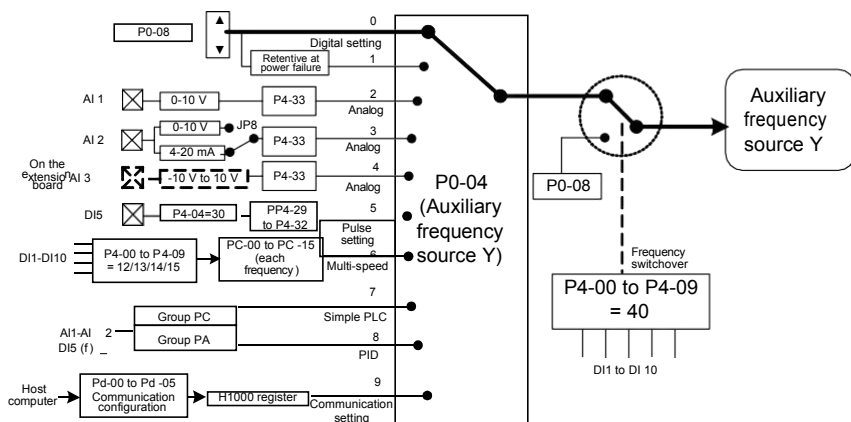 P0-08
▲
▼
0
Digital setting
Retentive at
power failure
1
AI 1
0-10 V
P4-33
2
Analog
AI 2
0-10 V
JP8
4-20 mA
P4-33
3
Analog
On the
extension
board
AI 3
-10 V to 10 V
P4-33
4
Analog
DI5
P4-04=30
PP4-29
to P4-32
5
Pulse
setting
DI1-DI10
P4-00 to P4-09
= 12/13/14/15
PC-00 to PC -15
(each
frequency)
6
Multi-speed
7
Group PC
Simple PLC
AI1-AI 2
DI5 (f) _
Group PA
8
PID
Host
computer
Pd-00 to Pd -05
Communication
configuration
H1000 register
9
Communication
setting
P0-04
(Auxiliary
frequency
source Y)
P0-08
Auxiliary
frequency
source Y
Frequency
switchover
P4-00 to P4-09
= 40
DI1 to DI 10